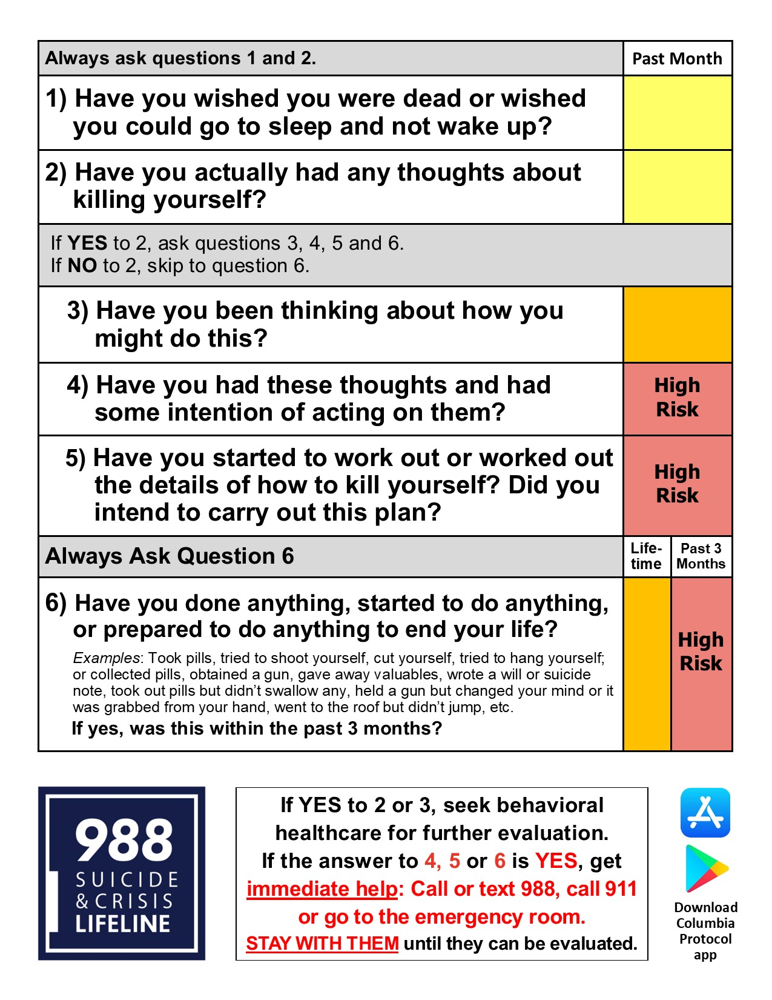 Always ask questions 1 and 2.
Past Month
1) Have you wished you were dead or wished
you could go to sleep and not wake up?
2) Have you actually had any thoughts about
killing yourself?
If YES to 2, ask questions 3, 4, 5 and 6.
If NO to 2, skip to question 6.
3) Have you been thinking about how you
might do this?
4) Have you had these thoughts and had
some intention of acting on them?
High
Risk
5) Have you started to work out or worked out
the details of how to kill yourself? Did you
intend to carry out this plan?
High
Risk
Always Ask Question 6
Life-
time
Past 3
Months
6) Have you done anything, started to do anything,
or prepared to do anything to end your life?
Examples: Took pills, tried to shoot yourself, cut yourself, tried to hang yourself;
or collected pills, obtained a gun, gave away valuables, wrote a will or suicide
note, took out pills but didn’t swallow any, held a gun but changed your mind or it
was grabbed from your hand, went to the roof but didn’t jump, etc.
If yes, was this within the past 3 months?
High
Risk
988
SUICIDE
& CRISIS
LIFELINE
If YES to 2 or 3, seek behavioral
healthcare for further evaluation.
If the answer to 4, 5 or 6 is YES, get
immediate help: Call or text 988, call 911
or go to the emergency room.
STAY WITH THEM until they can be evaluated.
Download
Columbia
Protocol
app